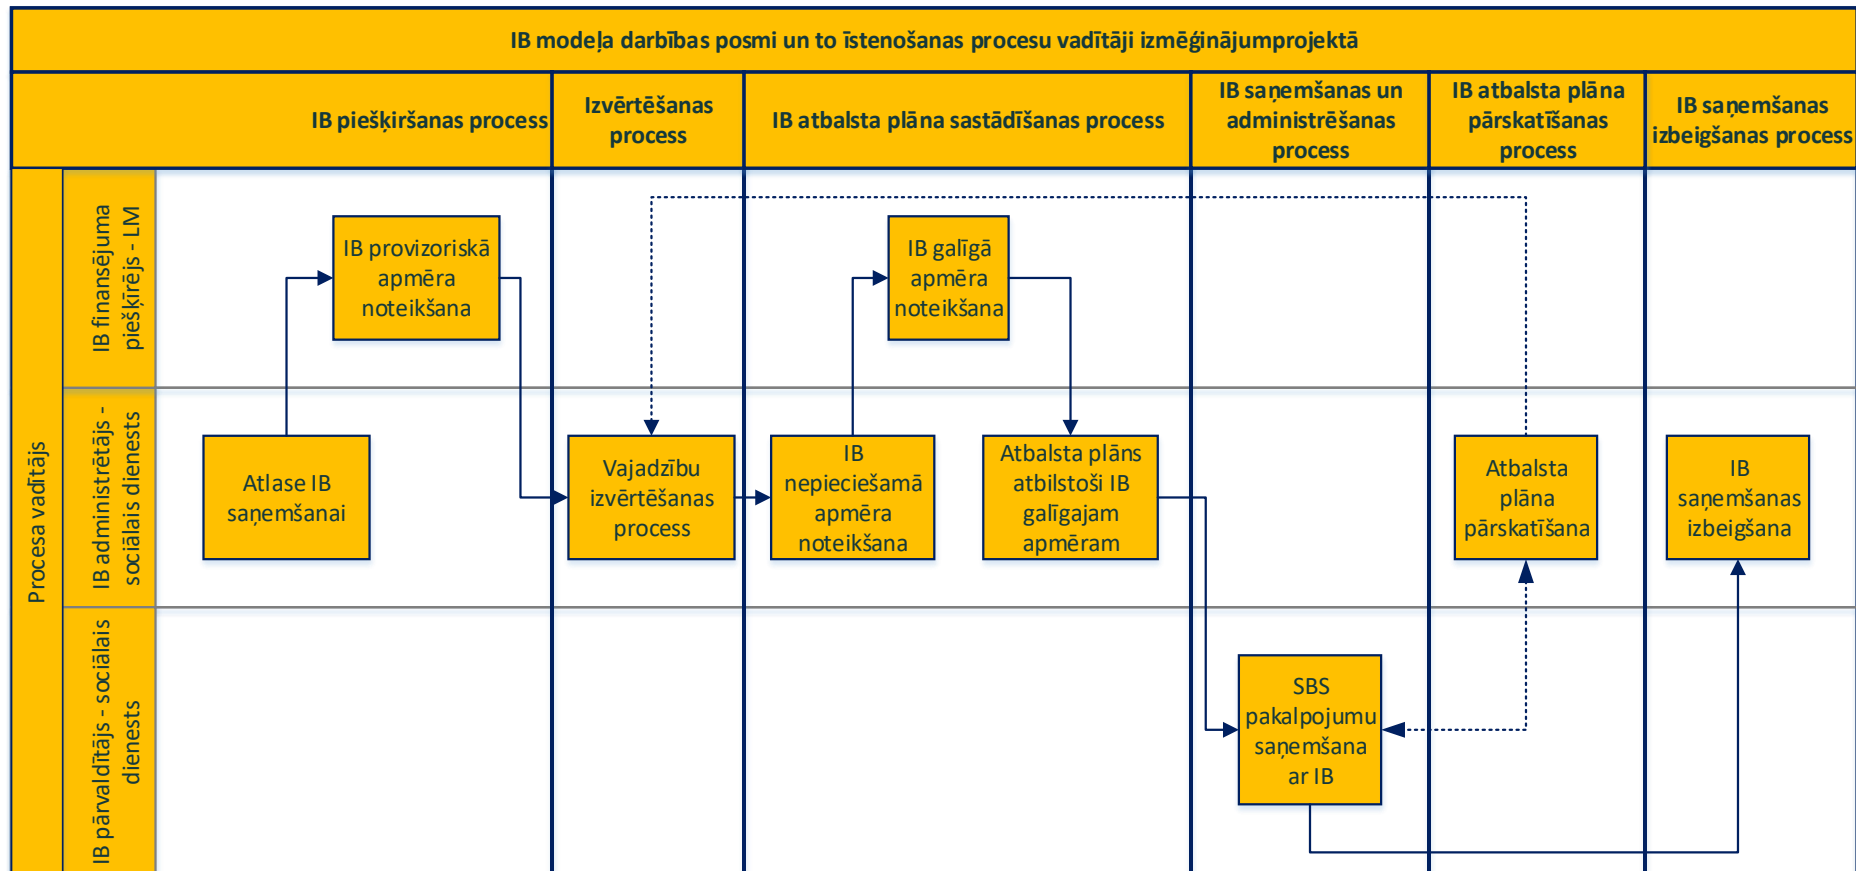 IB modeļa darbības posmi un to īstenošanas procesu vadītāji izmēģinājumprojektā
IB piešķiršanas process
Izvērtēšanas
process
IB atbalsta plāna sastādīšanas process
IB saņemšanas un
administrēšanas
process
IB atbalsta plāna
pārskatīšanas
process
IB saņemšanas
izbeigšanas process
Procesa vadītājs
IB finansējuma
piešķīrējs - LM
IB provizoriskā
apmēra
noteikšana
IB galīgā
apmēra
noteikšana
IB administrētājs -
sociālais dienests
Atlase IB
saņemšanai
Vajadzību
izvērtēšanas
process
IB
nepieciešamā
apmēra
noteikšana
Atbalsta plāns
atbilstoši IB
galīgajam
apmēram
Atbalsta
plāna
pārskatīšana
IB
saņemšanas
izbeigšana
IB pārvaldītājs - sociālais
dienests
SBS
pakalpojumu
saņemšana
ar IB